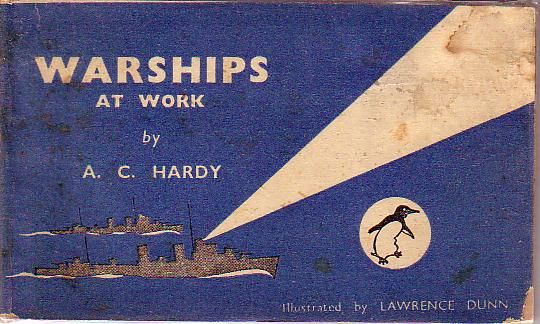 WARSHIPS
AT WORK
by
A. C. HARDY
Illustrated by LAWRENCE DUNN